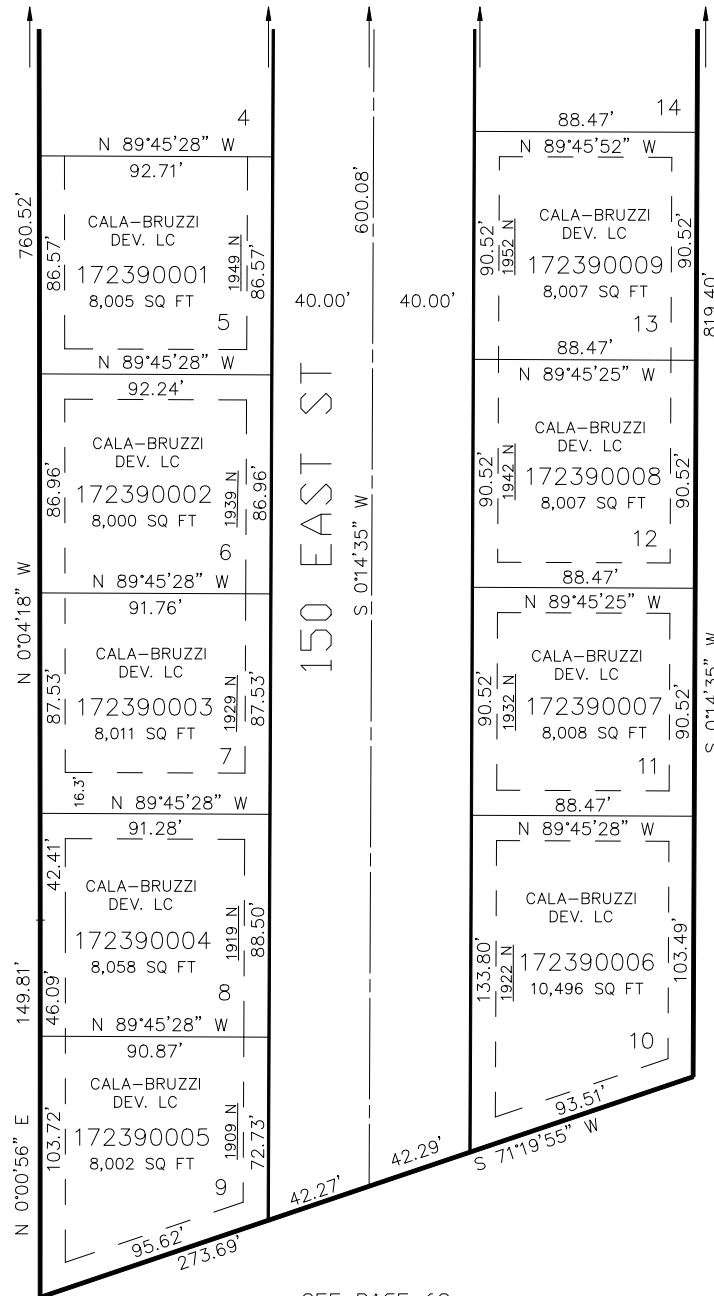 4
N 89°45'28" W
92.71'
760.52'
86.57'
CALA-BRUZZI
DEV. LC
172390001
8,005 SQ FT
1949 N
86.57'
5
N 89°45'28" W
92.24'
86.96'
CALA-BRUZZI
DEV. LC
172390002
8,000 SQ FT
1939 N
86.96'
6
N 89°45'28" W
91.76'
N 0°04'18" W
87.53'
CALA-BRUZZI
DEV. LC
172390003
8,011 SQ FT
1929 N
87.53'
7
16.3'
N 89°45'28" W
91.28'
42.41'
CALA-BRUZZI
DEV. LC
172390004
8,058 SQ FT
1919 N
88.50'
8
149.81'
46.09'
N 89°45'28" W
90.87'
CALA-BRUZZI
DEV. LC
172390005
8,002 SQ FT
N 0°00'56" E
103.72'
1909 N
72.73'
9
95.62'
273.69'
600.08'
40.00'
40.00'
150 EAST ST
S 0°14'35" W
42.27'
42.29'
S 71°19'55" W
14
88.47'
N 89°45'52" W
CALA-BRUZZI
DEV. LC
172390009
8,007 SQ FT
90.52'
1952 N
90.52'
13
819.40'
88.47'
N 89°45'25" W
CALA-BRUZZI
DEV. LC
172390008
8,007 SQ FT
90.52'
1942 N
90.52'
12
88.47'
N 89°45'25" W
CALA-BRUZZI
DEV. LC
172390007
8,008 SQ FT
90.52'
1932 N
90.52'
11
S 0°14'35" W
88.47'
N 89°45'28" W
CALA-BRUZZI
DEV. LC
172390006
10,496 SQ FT
133.80'
1922 N
103.49'
10
93.51'